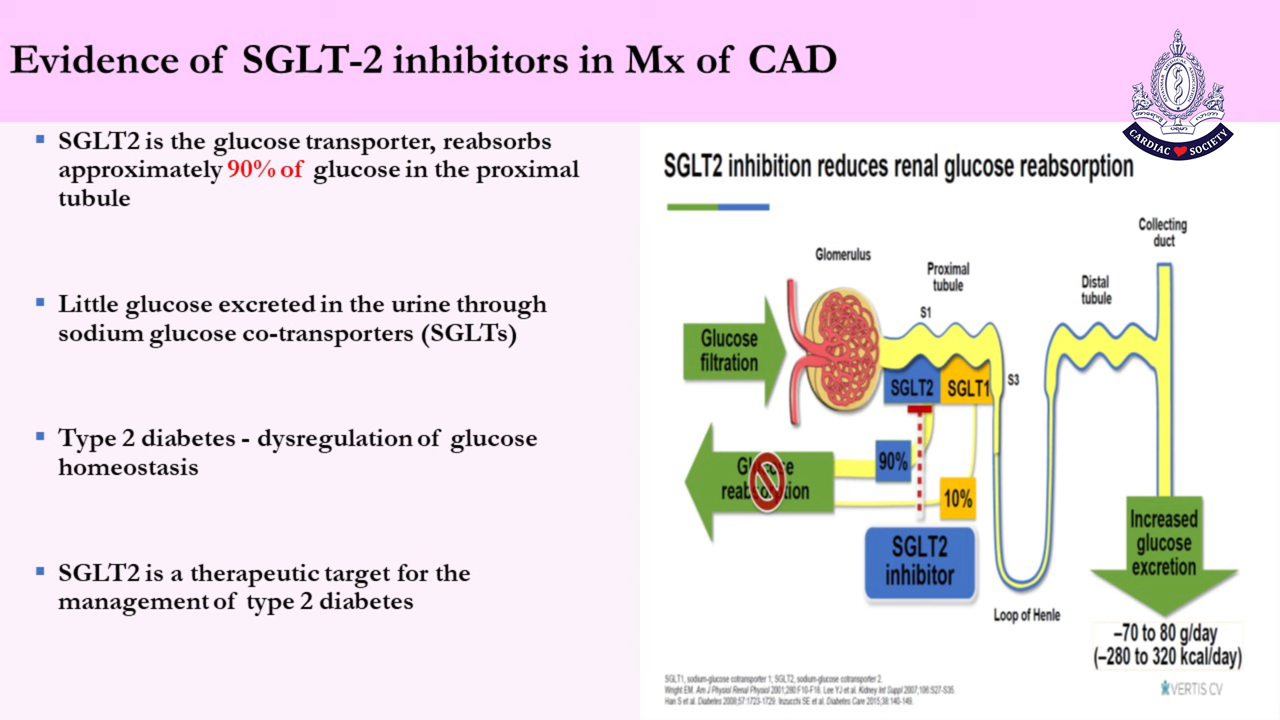 Evidence of SGLT-2 inhibitors in Mx of CAD
CARDIAC SOCIETY
SGLT2 is the glucose transporter, reabsorbs
approximately 90% of glucose in the proximal
tubule
Little glucose excreted in the urine through
sodium glucose co-transporters (SGLTs)
Type 2 diabetes - dysregulation of glucose
homeostasis
SGLT2 is a therapeutic target for the
management of type 2 diabetes
SGLT2 inhibition reduces renal glucose reabsorption
Collecting
duct
Glomerulus
Proximal
tubule
Distal
tubule
S1
Glucose
filtration
SGLT2
SGLT1
S3
Glucose
reabsorption
90%
10%
SGLT2
inhibitor
Increased
glucose
excretion
Loop of Henle
–70 to 80 g/day
(–280 to 320 kcal/day)
SGLT1, sodium-glucose cotransporter 1; SGLT2, sodium-glucose cotransporter 2.
Wright EM. Am J Physiol Renal Physiol 2001;280:F10-F18. Lee YJ et al. Kidney Int Suppl 2007;106:S27-S35.
Han S et al. Diabetes 2008;57:1723-1729. Inzucchi SE et al. Diabetes Care 2015;38:140-149.
VERTIS CV